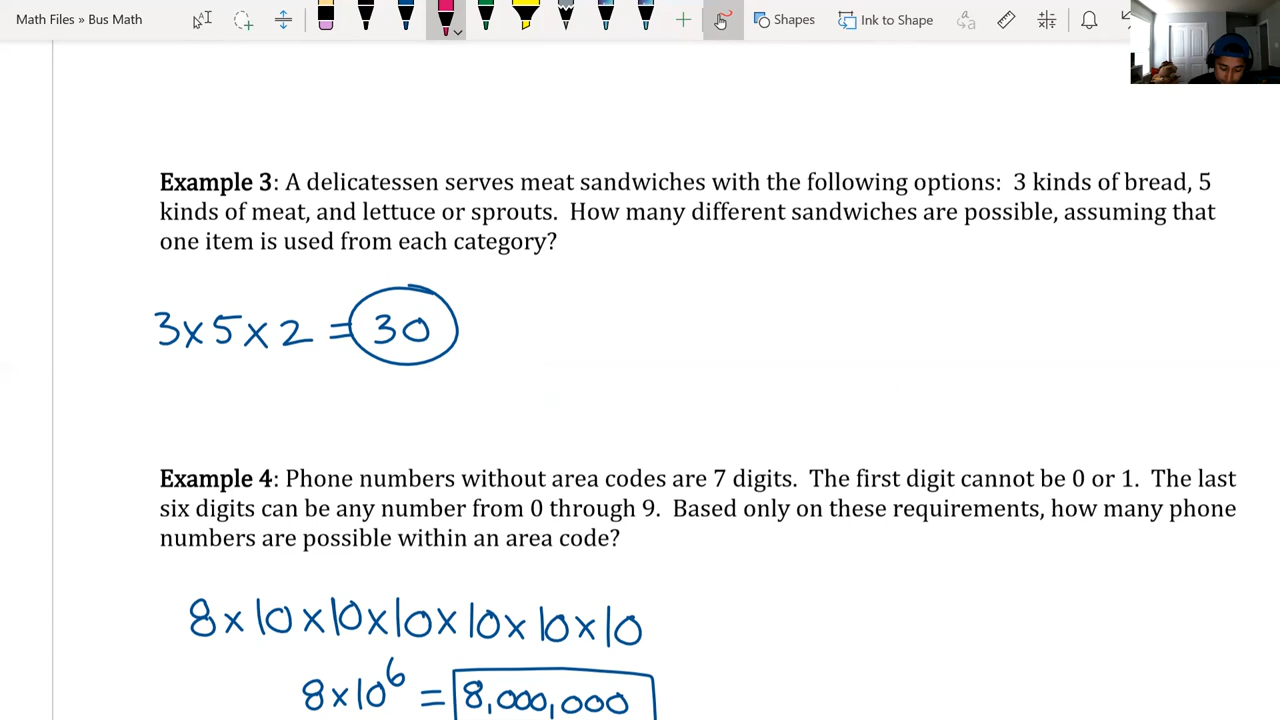 Math Files » Bus Math
Shapes
Ink to Shape
Example 3: A delicatessen serves meat sandwiches with the following options: 3 kinds of bread, 5
kinds of meat, and lettuce or sprouts. How many different sandwiches are possible, assuming that
one item is used from each category?
3x5x2 = 30
Example 4: Phone numbers without area codes are 7 digits. The first digit cannot be 0 or 1. The last
six digits can be any number from 0 through 9. Based only on these requirements, how many phone
numbers are possible within an area code?
8x10x10x10x10x10x10
8x10⁶ = 8,000,000